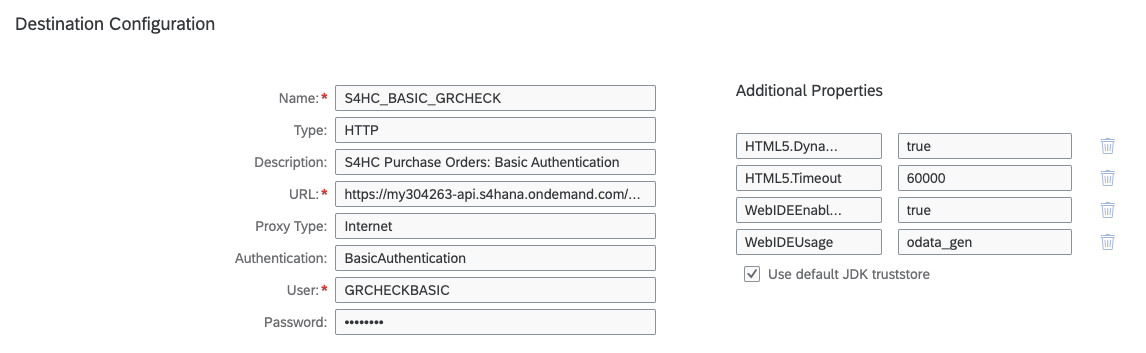 Destination Configuration
Name:* S4HC_BASIC_GRCHECK
Type: HTTP
Description: S4HC Purchase Orders: Basic Authentication
URL:* https://my304263-api.s4hana.ondemand.com/...
Proxy Type: Internet
Authentication: BasicAuthentication
User:* GRCHECKBASIC
Password: ••••••••
Additional Properties
HTML5.Dyna... true
HTML5.Timeout 60000
WebIDEEnabl... true
WebIDEUsage odata_gen
Use default JDK truststore